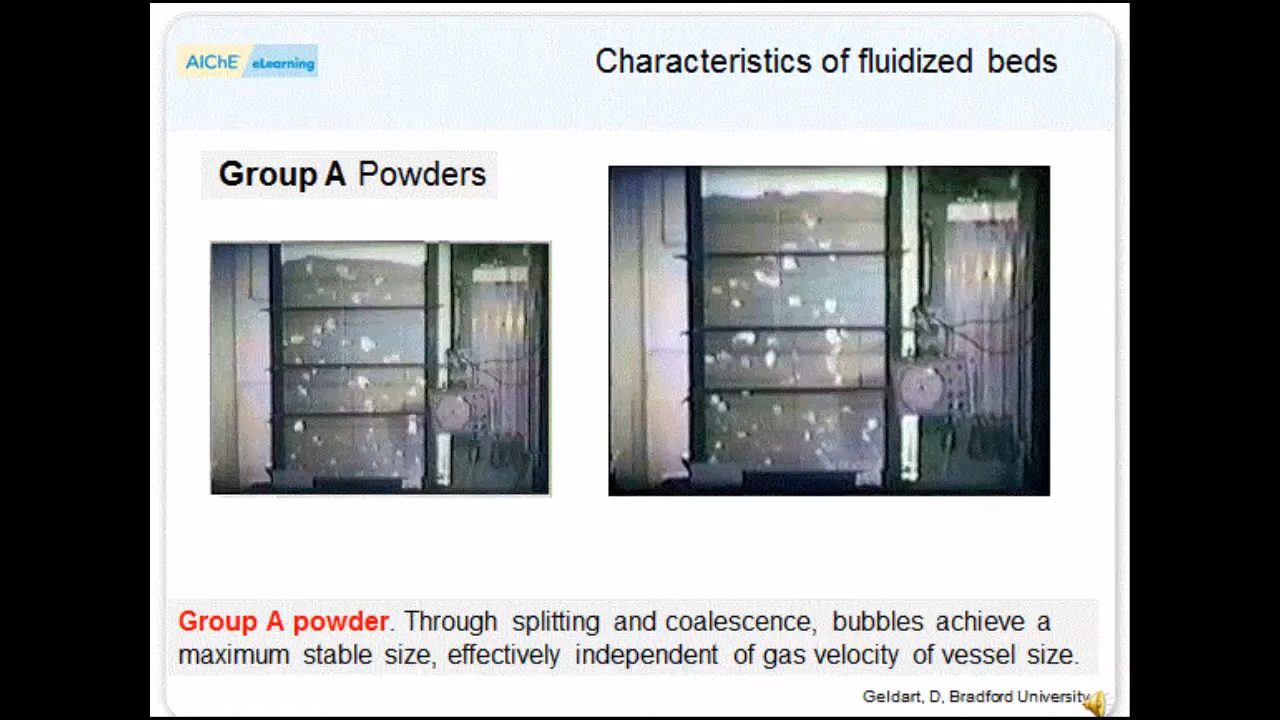 AIChE eLearning
Characteristics of fluidized beds
Group A Powders
Group A powder. Through splitting and coalescence, bubbles achieve a
maximum stable size, effectively independent of gas velocity of vessel size.
Geldart, D, Bradford University